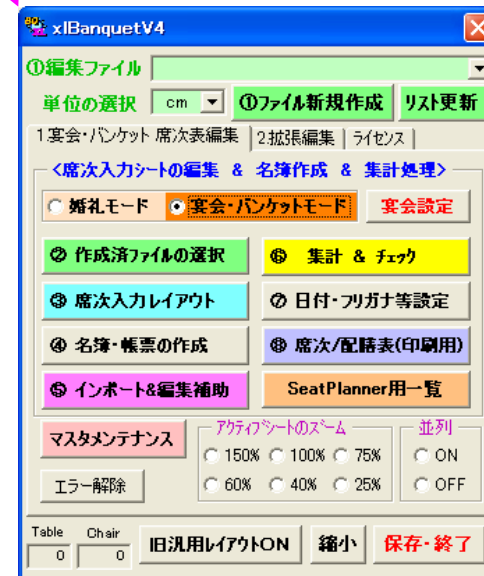 xlBanquetV4
①編集ファイル
単位の選択 cm ①ファイル新規作成 リスト更新
1.宴会・バンケット 席次表編集 2.拡張編集 ライセンス
<席次入力シートの編集 & 名簿作成 & 集計処理>
婚礼モード 宴会・バンケットモード 宴会設定
② 作成済ファイルの選択 ⑥ 集計 & チェック
③ 席次入力レイアウト ⑦ 日付・フリガナ等設定
④ 名簿・帳票の作成 ⑧ 席次/配膳表(印刷用)
⑤ インポート&編集補助 SeatPlanner用一覧
マスタメンテナンス アクティブシートのズーム 並列
150% 100% 75% ON
エラー解除 60% 40% 25% OFF
Table Chair
0 0 旧汎用レイアウトON 縮小 保存・終了